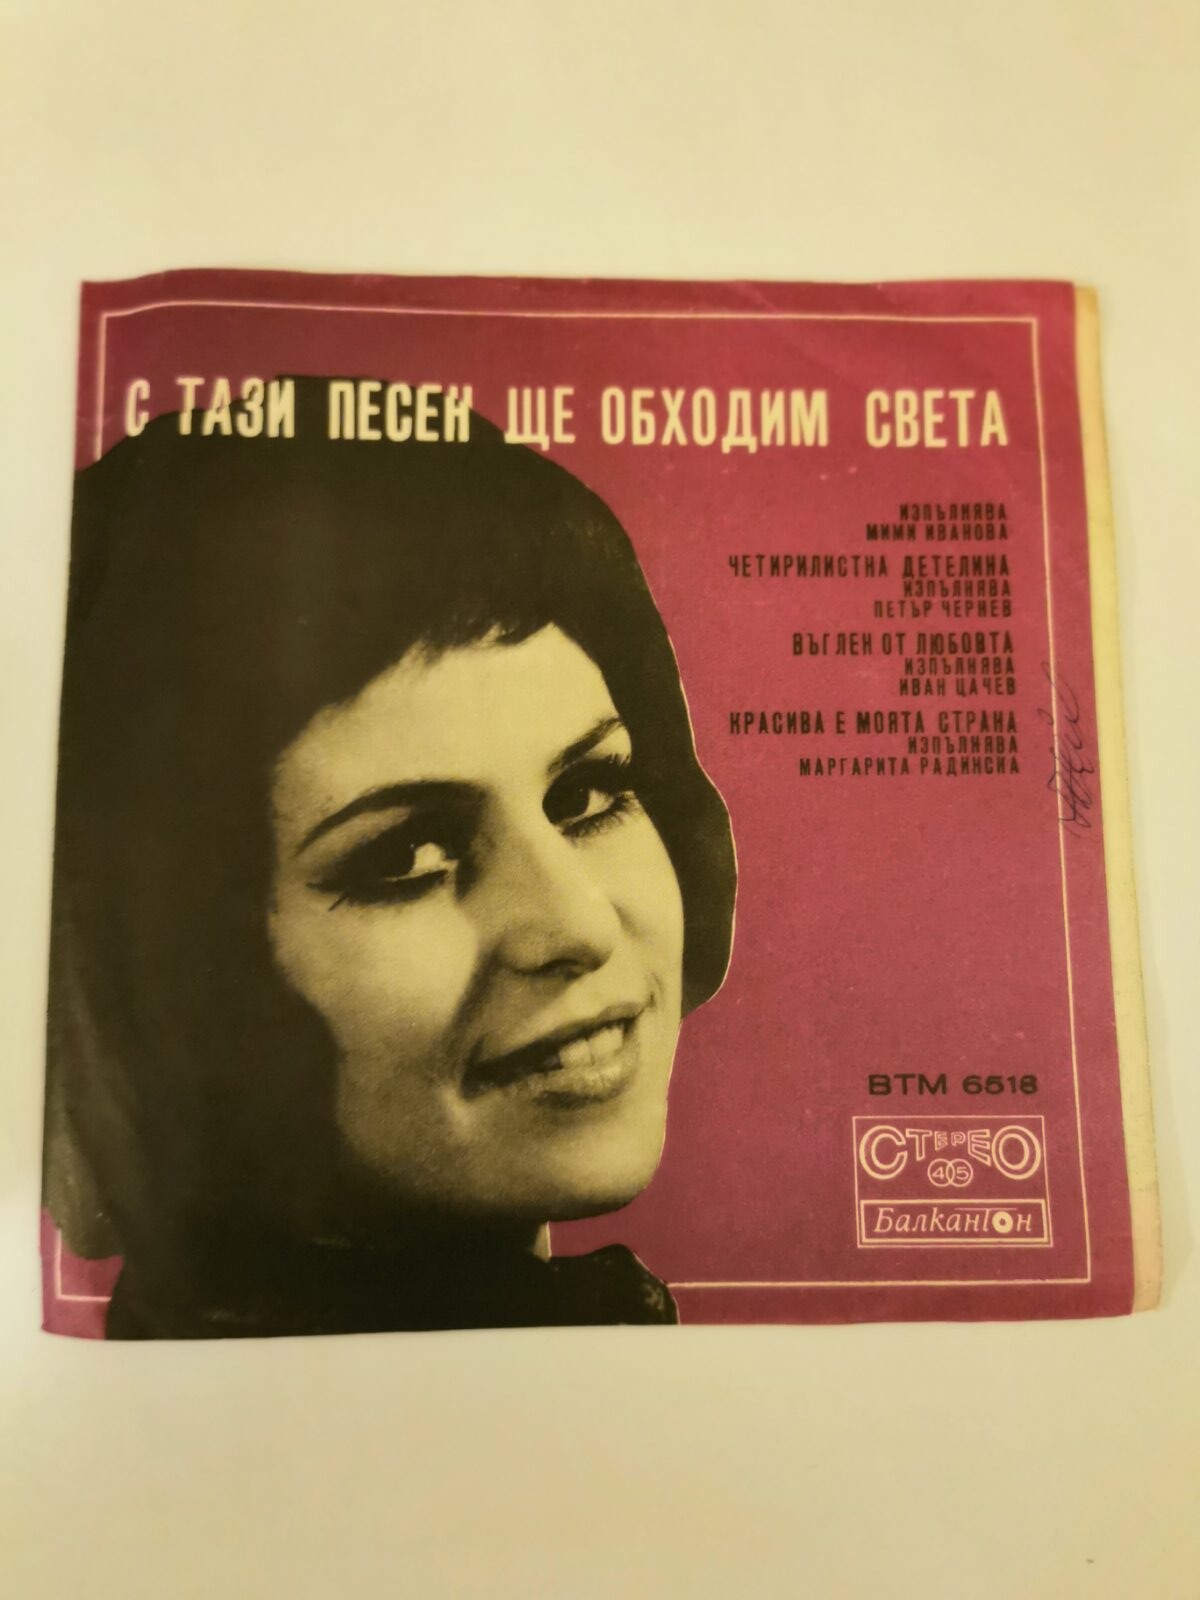 С ТАЗИ ПЕСЕН ЩЕ ОБХОДИМ СВЕТА
ИЗПЪЛНЯВА
МИМИ ИВАНОВА
ЧЕТИРИЛИСТНА ДЕТЕЛИНА
ИЗПЪЛНЯВА
ПЕТЪР ЧЕРНЕВ
ВЪГЛЕН ОТ ЛЮБОВТА
ИЗПЪЛНЯВА
ИВАН ЦАЧЕВ
КРАСИВА Е МОЯТА СТРАНА
ИЗПЪЛНЯВА
МАРГАРИТА РАДИНСКА
ВТМ 6518
СТЕРЕО
45
Балкантон